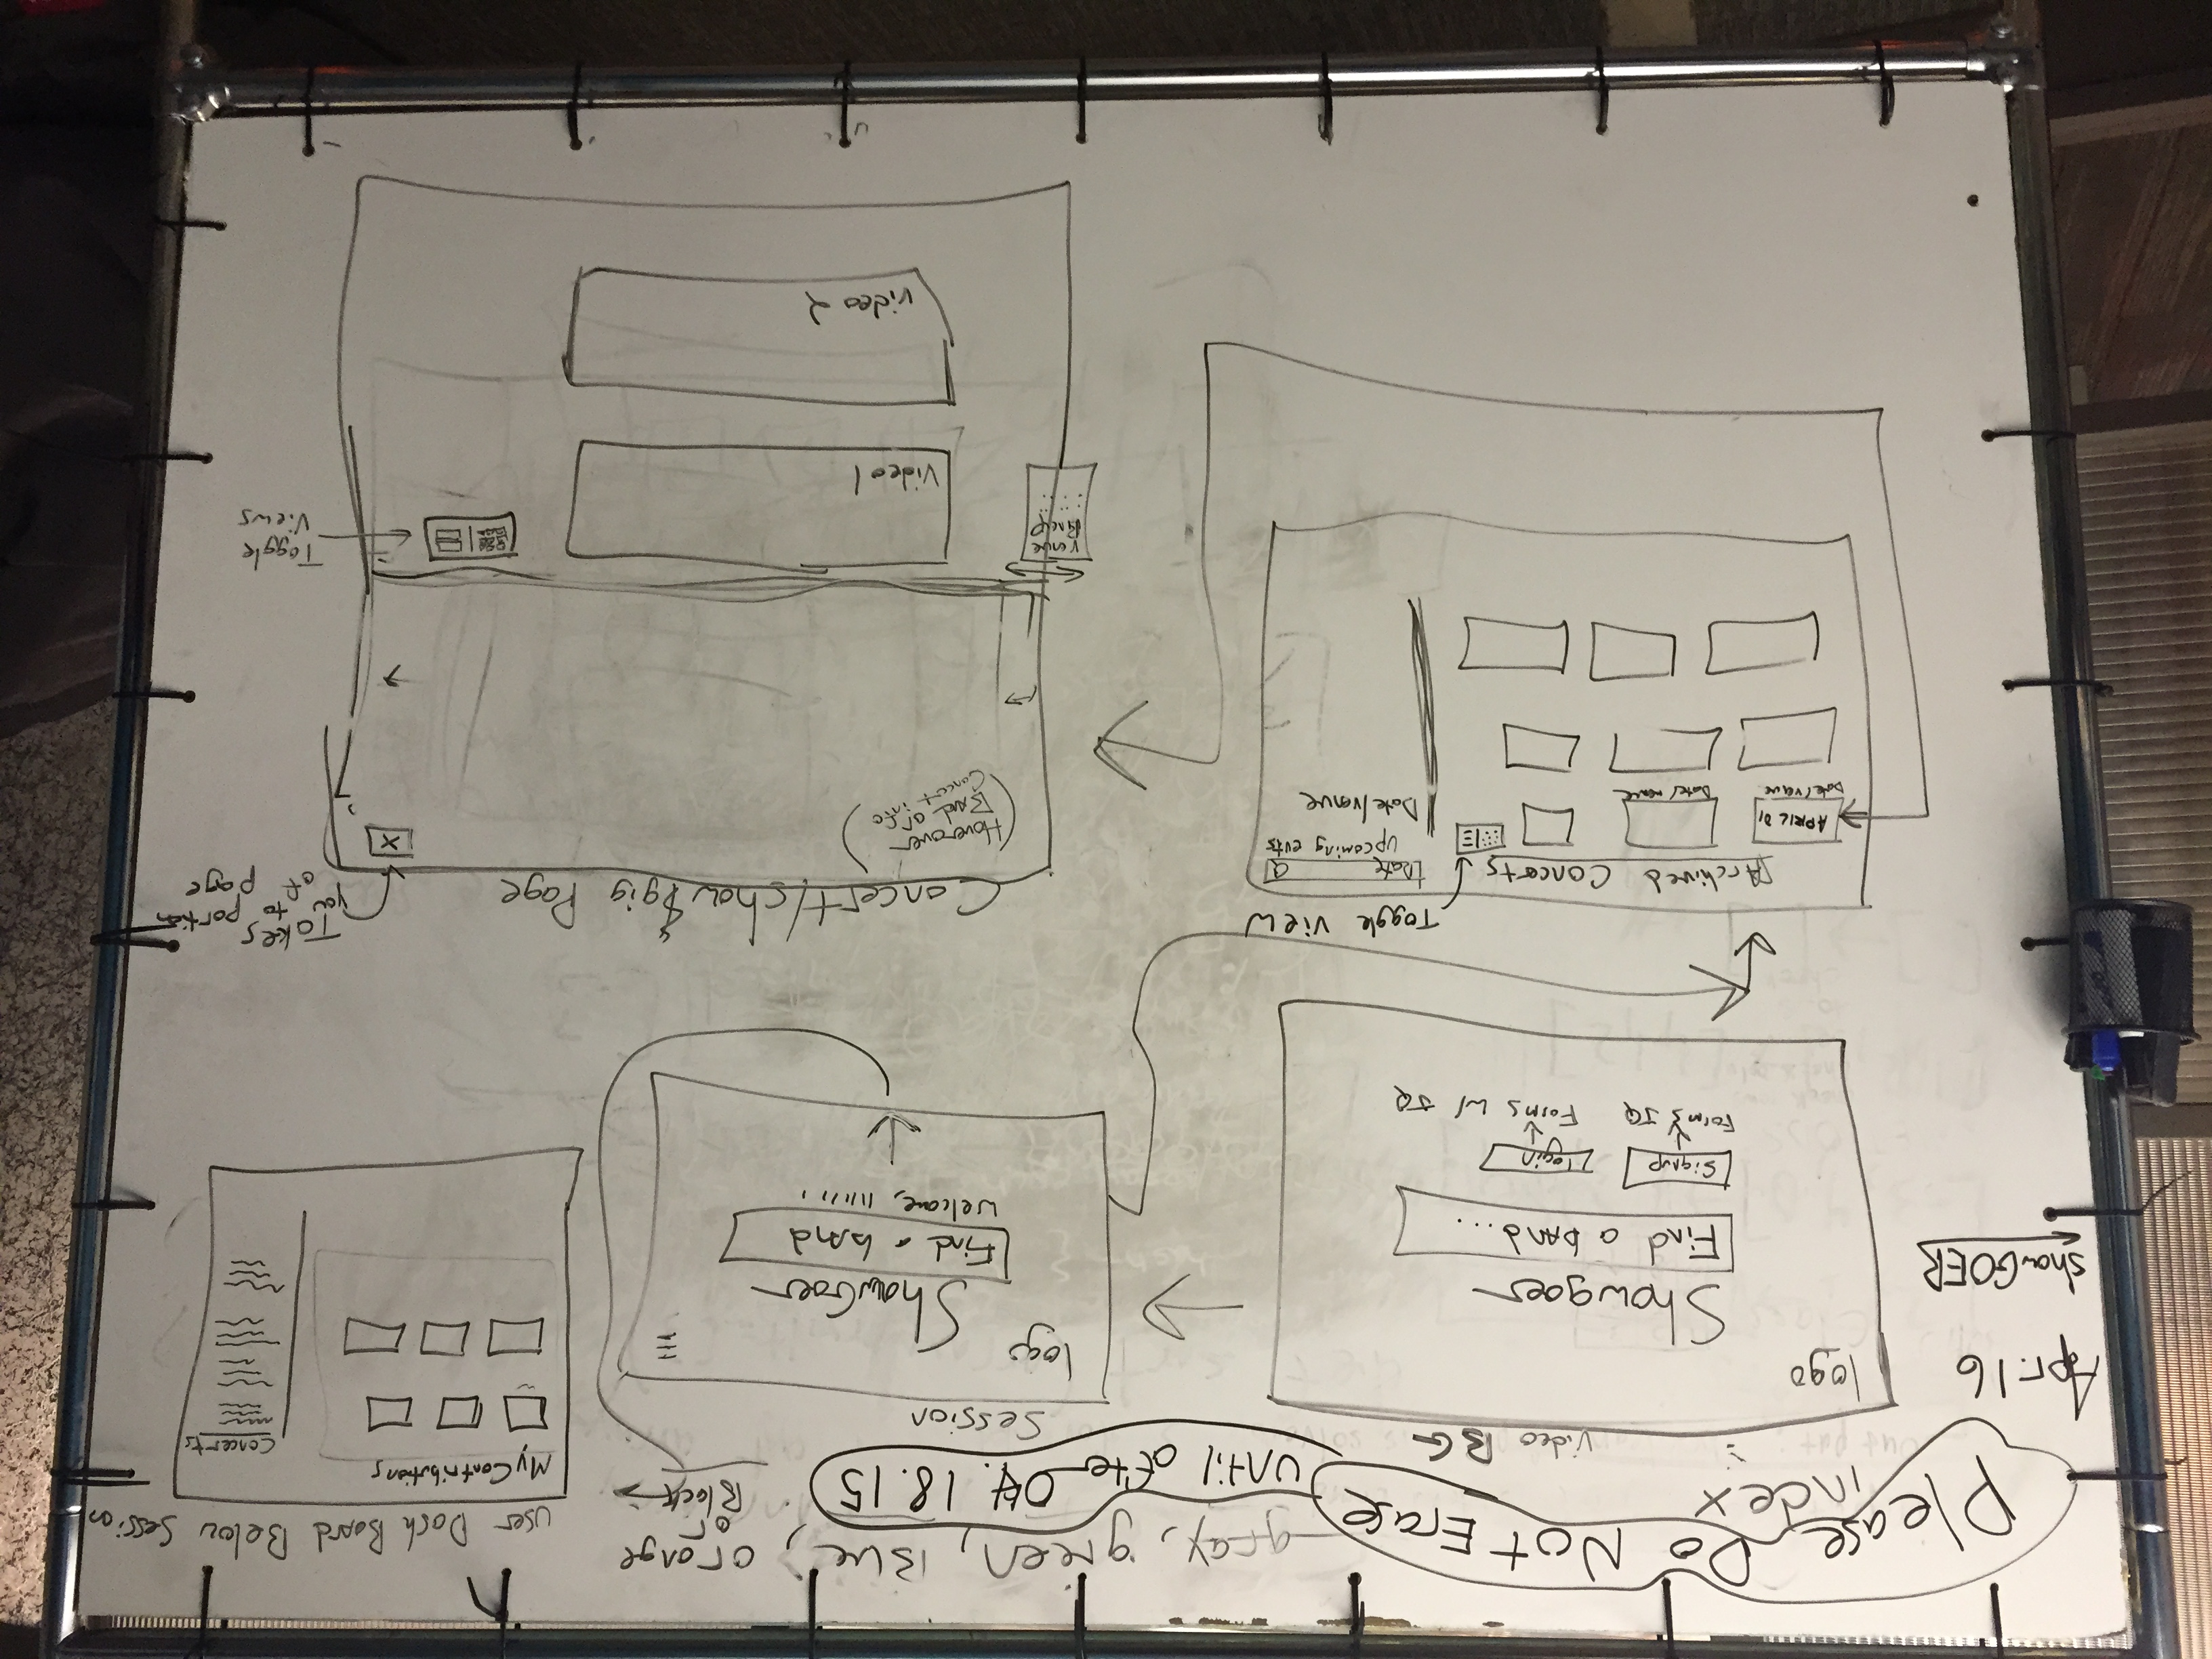 Please Do Not Erase
until after 04.18.15
gray, green, Blue, orange
or
Black
index
Apr. 16
showGOER
Video BG
logo
Showgoer
Find a band...
Signup
login
Forms JQ
Forms w/ JQ
Session
logo
ShowGoer
Find a band
Welcome,
User Dash Board Below Session
My Contributions
Concerts
Toggle View
Archived Concerts
Date
upcoming evts
APRIL 01
Date/venue
Date/venue
Date/venue
Concert/show & gig Page
Takes
you to portion
of page
(Hoverover
Band or
Concert info)
X
Venue
Toggle
Views
Video 1
Video 2